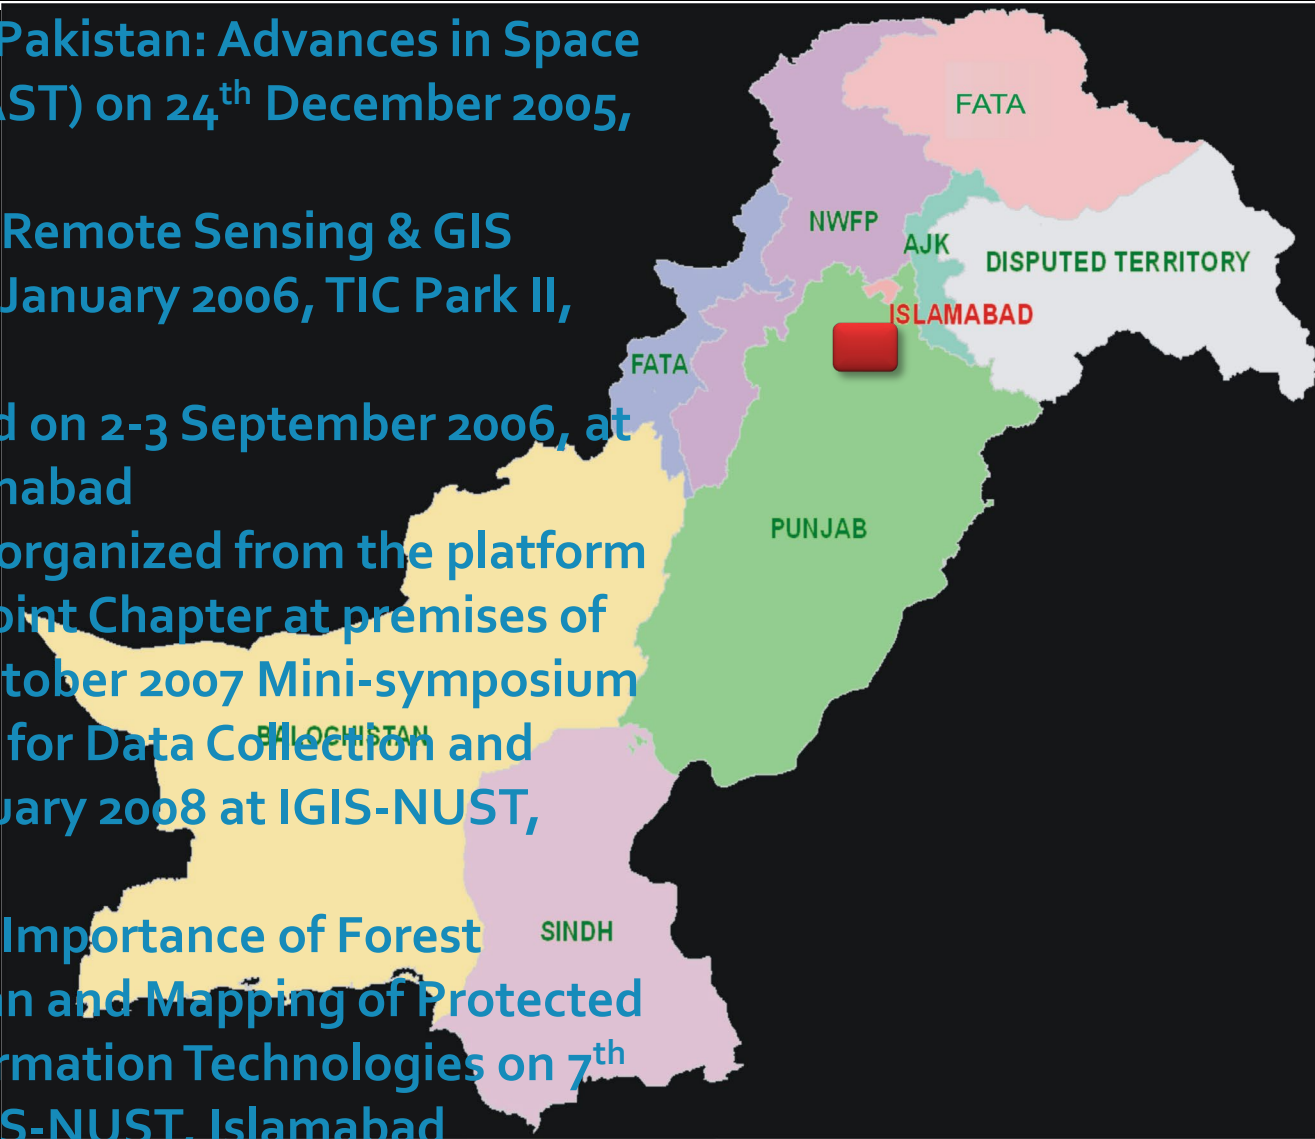 Pakistan: Advances in Space
AST) on 24th December 2005,
Remote Sensing & GIS
January 2006, TIC Park II,
d on 2-3 September 2006, at
nabad
organized from the platform
oint Chapter at premises of
tober 2007 Mini-symposium
for Data Collection and
uary 2008 at IGIS-NUST,
Importance of Forest
n and Mapping of Protected
rmation Technologies on 7th
S-NUST, Islamabad
FATA
NWFP
AJK
DISPUTED TERRITORY
ISLAMABAD
FATA
PUNJAB
BALOCHISTAN
SINDH